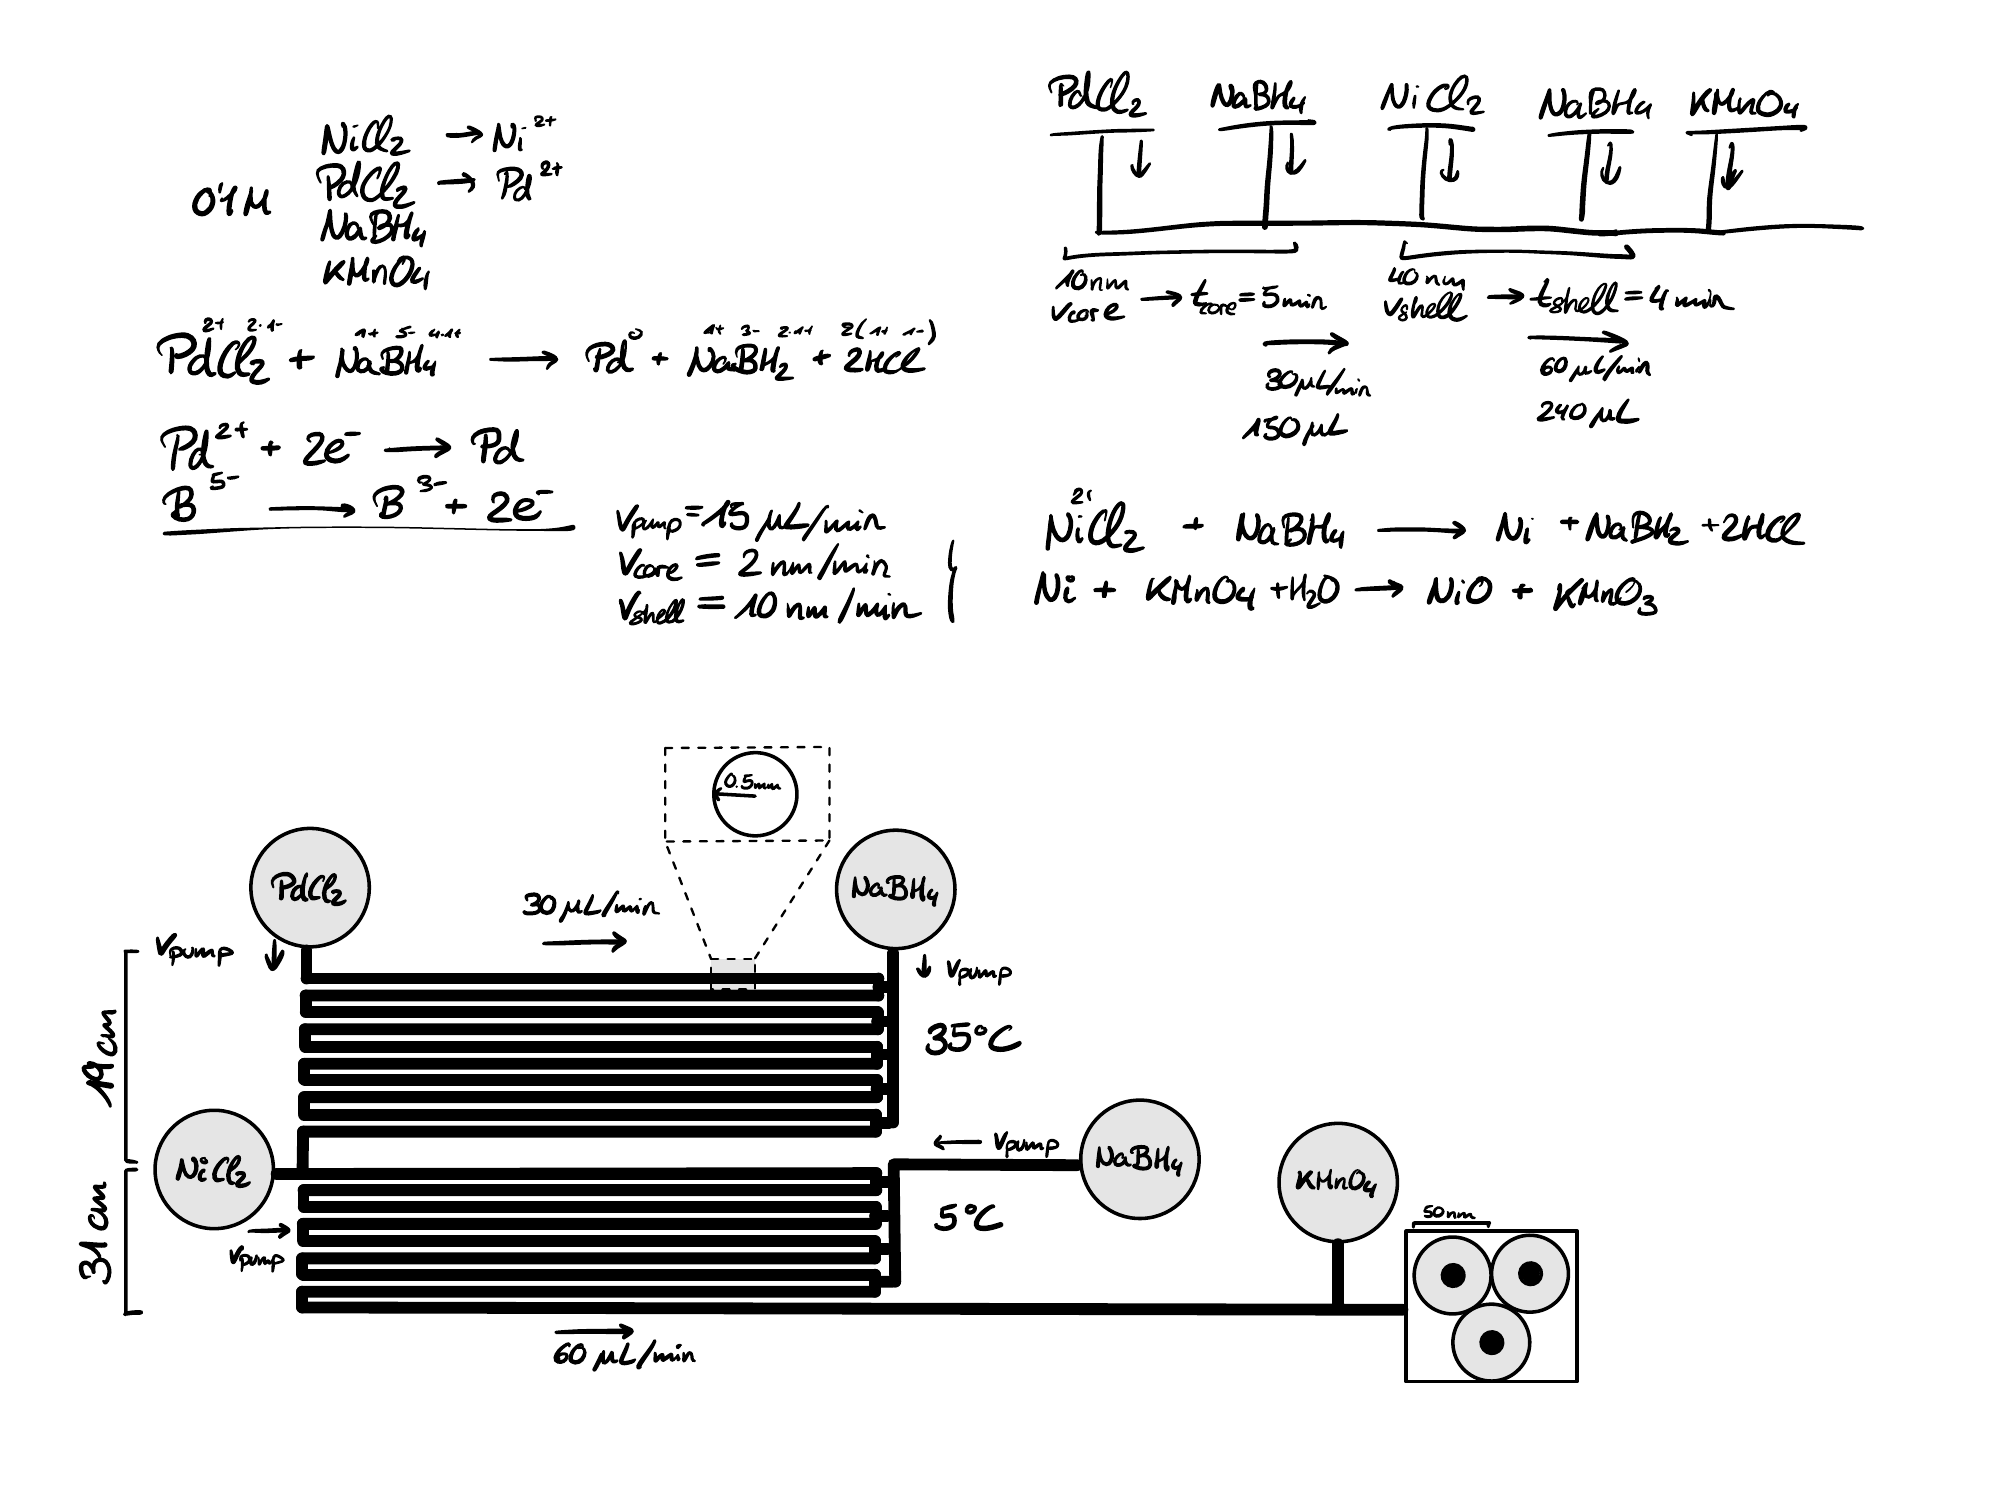 NiCl₂ → Ni²⁺
0'1M PdCl₂ → Pd²⁺
NaBH₄
KMnO₄
2+ 2·1- 1+ 5- 4·1+ 0 1+ 3- 2·1+ 2(1+ 1-)
PdCl₂ + NaBH₄ → Pd + NaBH₂ + 2HCl
Pd²⁺ + 2e⁻ → Pd
B⁵⁻ → B³⁻ + 2e⁻
Vpump = 15 μL/min
Vcore = 2 nm/min
Vshell = 10 nm/min
PdCl₂ NaBH₄ NiCl₂ NaBH₄ KMnO₄
10nm 40nm
Vcore → tcore = 5 min Vshell → tshell = 4 min
30 μL/min 60 μL/min
150 μL 240 μL
NiCl₂ + NaBH₄ → Ni + NaBH₂ + 2HCl
Ni + KMnO₄ + H₂O → NiO + KMnO₃
0.5mm
PdCl₂ NaBH₄
30 μL/min
Vpump Vpump
19 cm 35°C
NiCl₂ Vpump NaBH₄ KMnO₄
31 cm 5°C 50nm
Vpump
60 μL/min